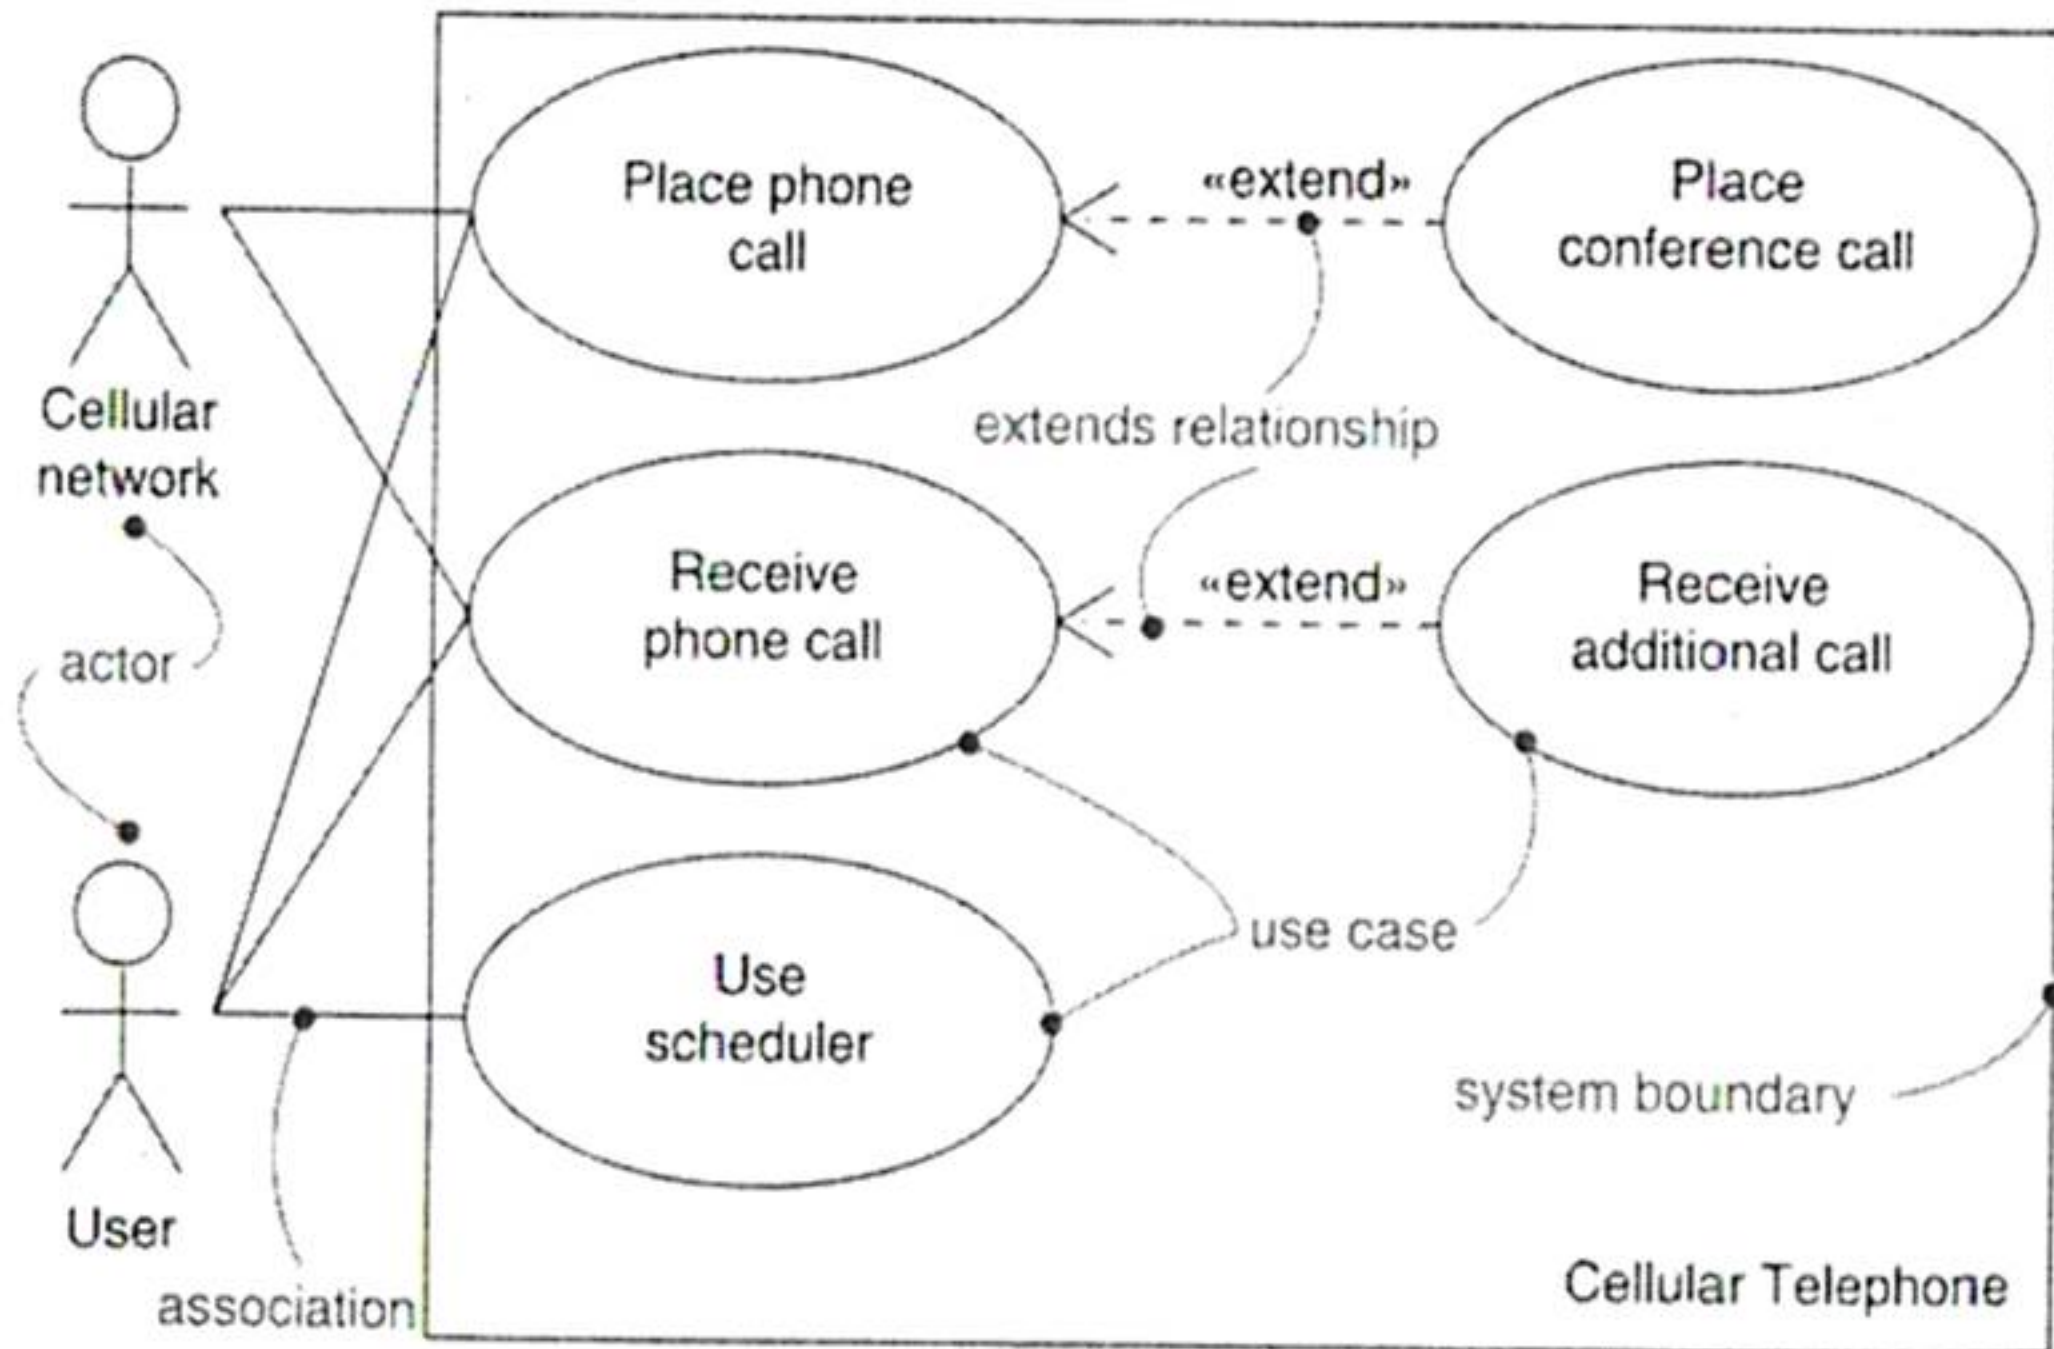 Place phone
call
«extend»
Place
conference call
Cellular
network
extends relationship
Receive
phone call
«extend»
Receive
additional call
actor
use case
Use
scheduler
system boundary
User
association
Cellular Telephone